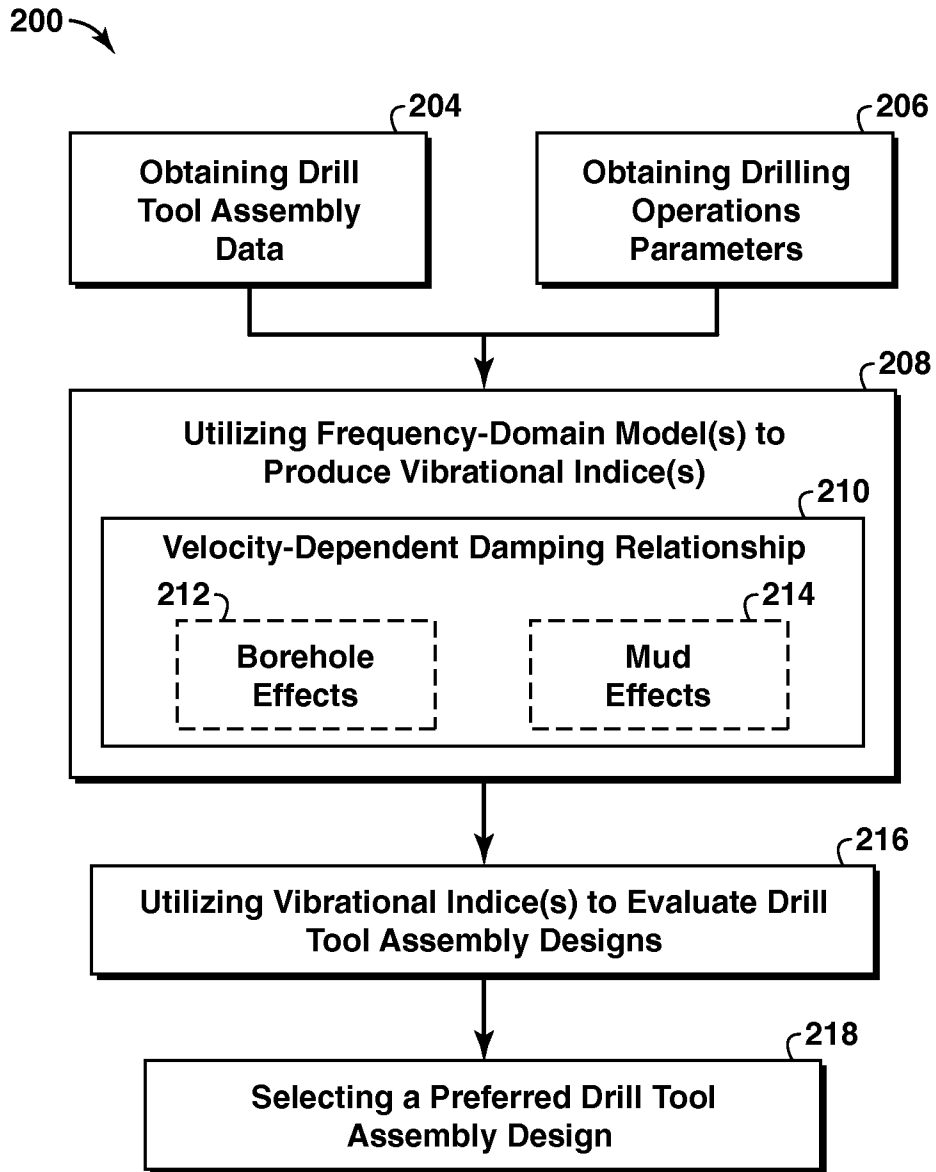 200
204
206
Obtaining Drill
Tool Assembly
Data
Obtaining Drilling
Operations
Parameters
208
Utilizing Frequency-Domain Model(s) to
Produce Vibrational Indice(s)
210
Velocity-Dependent Damping Relationship
212
214
Borehole
Effects
Mud
Effects
216
Utilizing Vibrational Indice(s) to Evaluate Drill
Tool Assembly Designs
218
Selecting a Preferred Drill Tool
Assembly Design